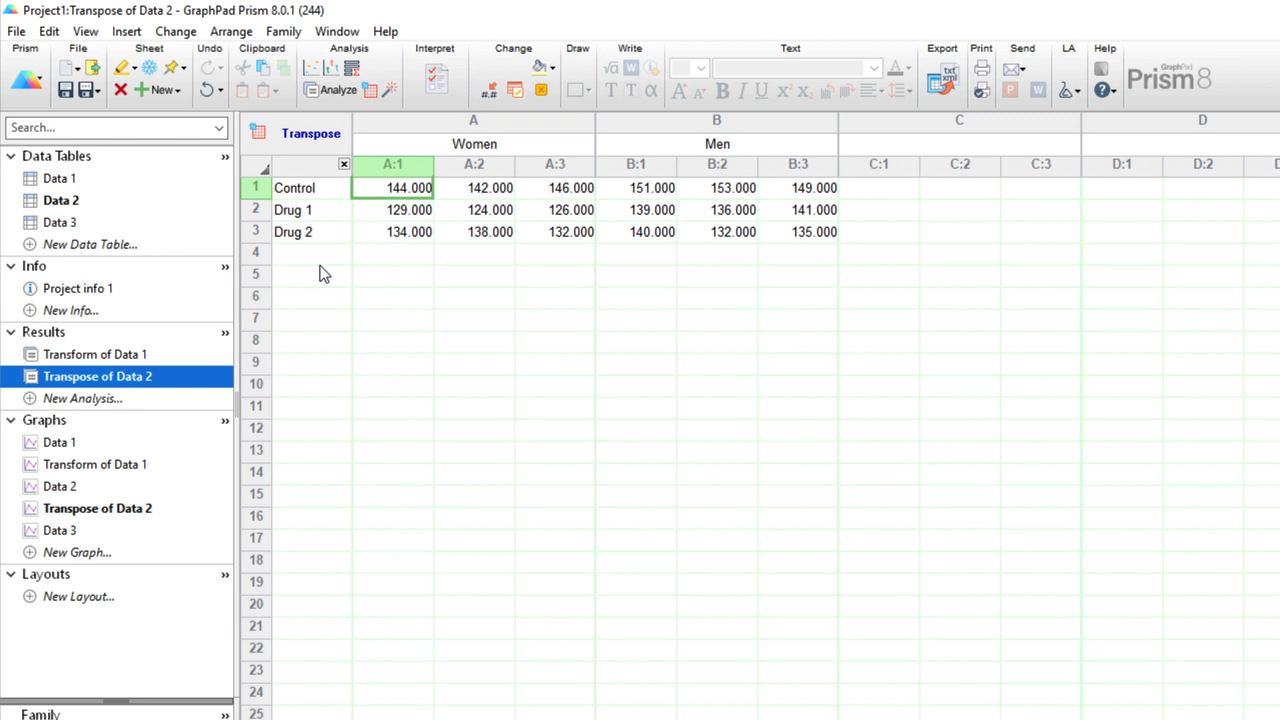 Project1:Transpose of Data 2 - GraphPad Prism 8.0.1 (244)
File Edit View Insert Change Arrange Family Window Help
Prism File Sheet Undo Clipboard Analysis Interpret Change Draw Write Text Export Print Send LA Help
New Analyze
GraphPad
Prism8
Search...
Data Tables
Data 1
Data 2
Data 3
New Data Table...
Info
Project info 1
New Info...
Results
Transform of Data 1
Transpose of Data 2
New Analysis...
Graphs
Data 1
Transform of Data 1
Data 2
Transpose of Data 2
Data 3
New Graph...
Layouts
New Layout...
Family
Transpose
A B C D
Women Men
A:1 A:2 A:3 B:1 B:2 B:3 C:1 C:2 C:3 D:1 D:2
1 Control 144.000 142.000 146.000 151.000 153.000 149.000
2 Drug 1 129.000 124.000 126.000 139.000 136.000 141.000
3 Drug 2 134.000 138.000 132.000 140.000 132.000 135.000
4
5
6
7
8
9
10
11
12
13
14
15
16
17
18
19
20
21
22
23
24
25